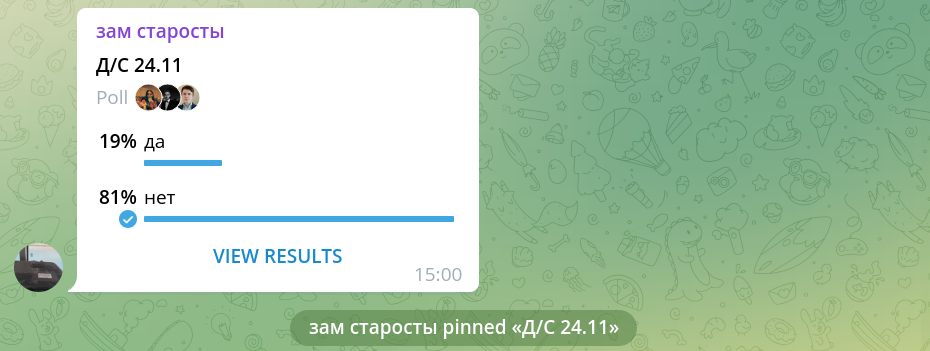 зам старосты
Д/С 24.11
Poll
19% да
81% нет
VIEW RESULTS
15:00
зам старосты pinned «Д/С 24.11»